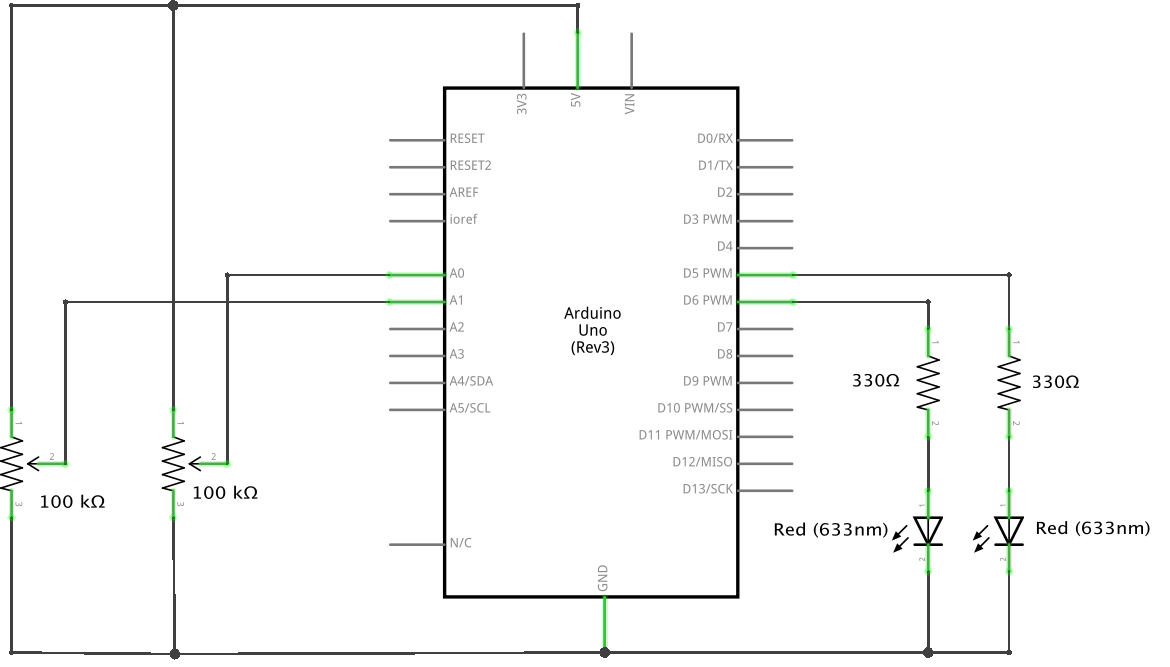 3V3
5V
VIN
RESET
RESET2
AREF
ioref
A0
A1
A2
A3
A4/SDA
A5/SCL
N/C
D0/RX
D1/TX
D2
D3 PWM
D4
D5 PWM
D6 PWM
D7
D8
D9 PWM
D10 PWM/SS
D11 PWM/MOSI
D12/MISO
D13/SCK
GND
Arduino
Uno
(Rev3)
1
2
3
100 kΩ
1
2
3
100 kΩ
1
330Ω
2
1
330Ω
2
1
Red (633nm)
2
1
Red (633nm)
2